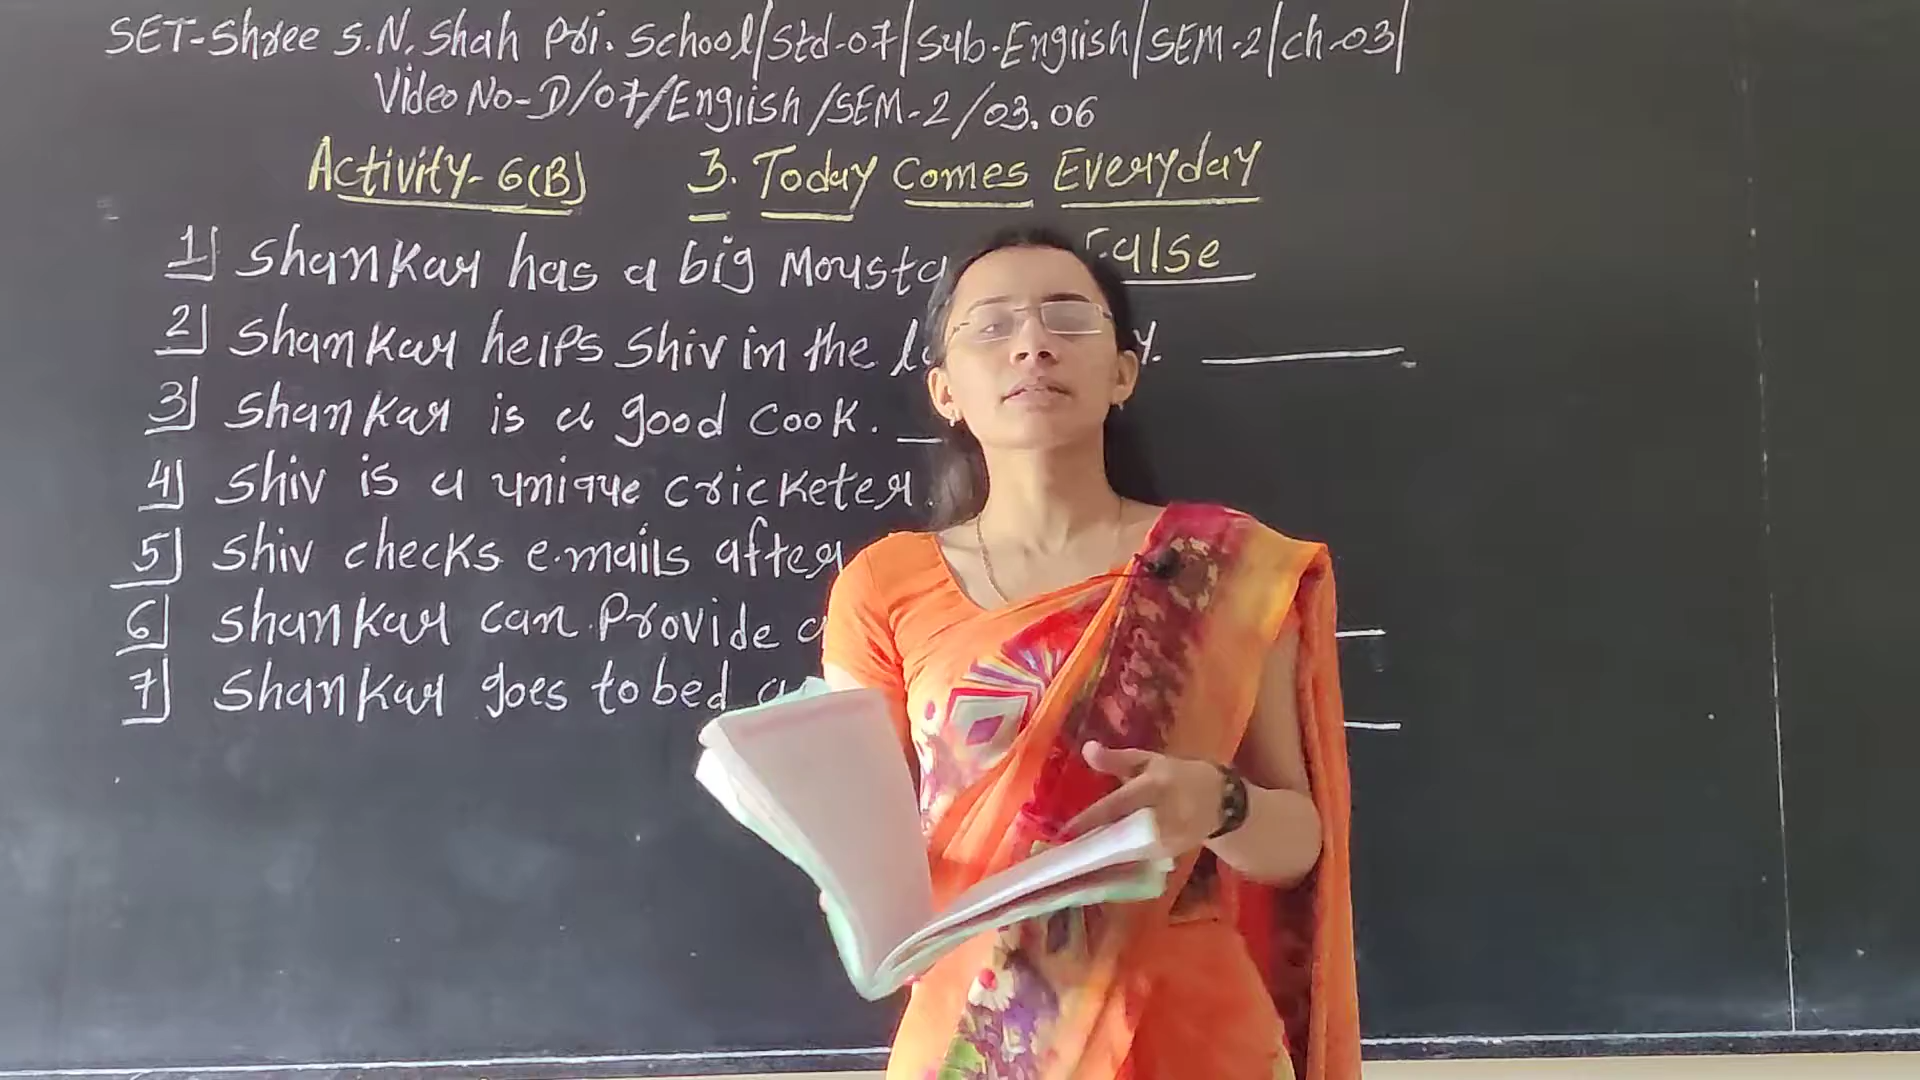 SET-Shree S.N. Shah Pri. School/Std-07/Sub-English/SEM-2/Ch-03/
Video No-D/07/English/SEM-2/03.06
Activity-6(B) 3. Today Comes Everyday
1] Shankar has a big False
2] Shankar helps Shiv in the
3] Shankar is a good cook.
4] Shiv is a unique cricketer.
5] Shiv checks e.mails after
6] Shankar can Provide
7] Shankar goes to bed